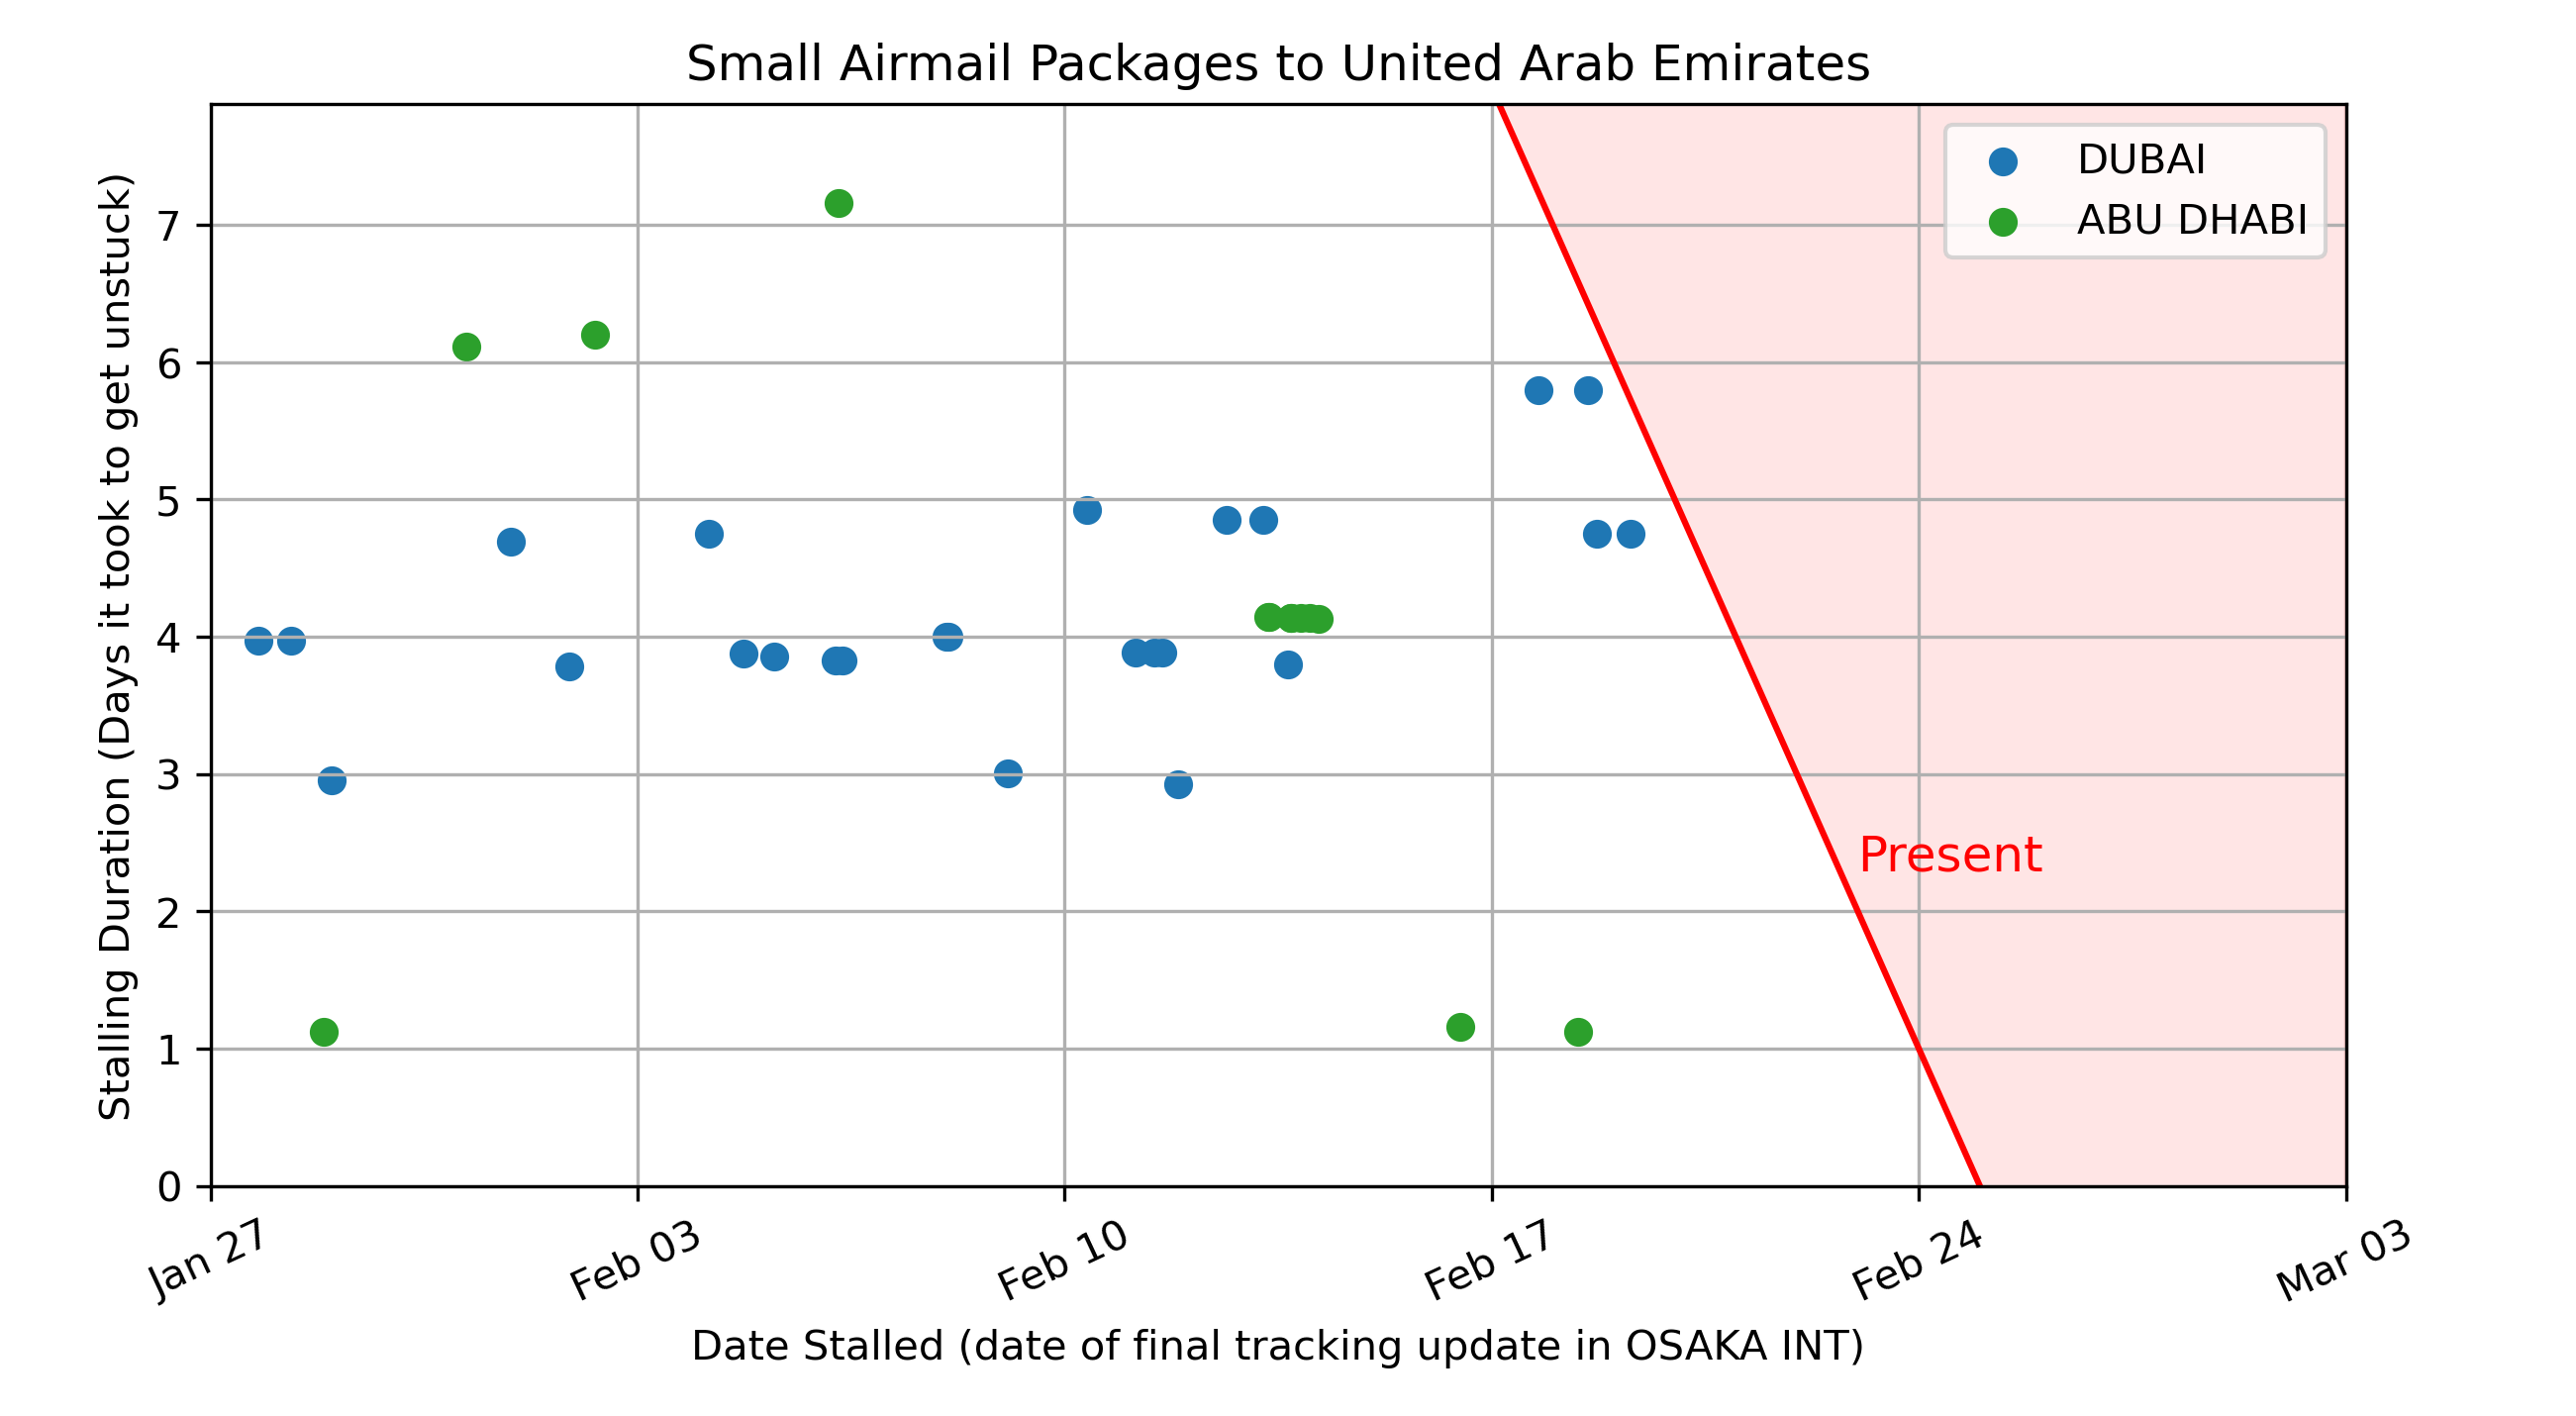 Small Airmail Packages to United Arab Emirates
DUBAI
ABU DHABI
Present
Stalling Duration (Days it took to get unstuck)
7
6
5
4
3
2
1
0
Jan 27
Feb 03
Feb 10
Feb 17
Feb 24
Mar 03
Date Stalled (date of final tracking update in OSAKA INT)